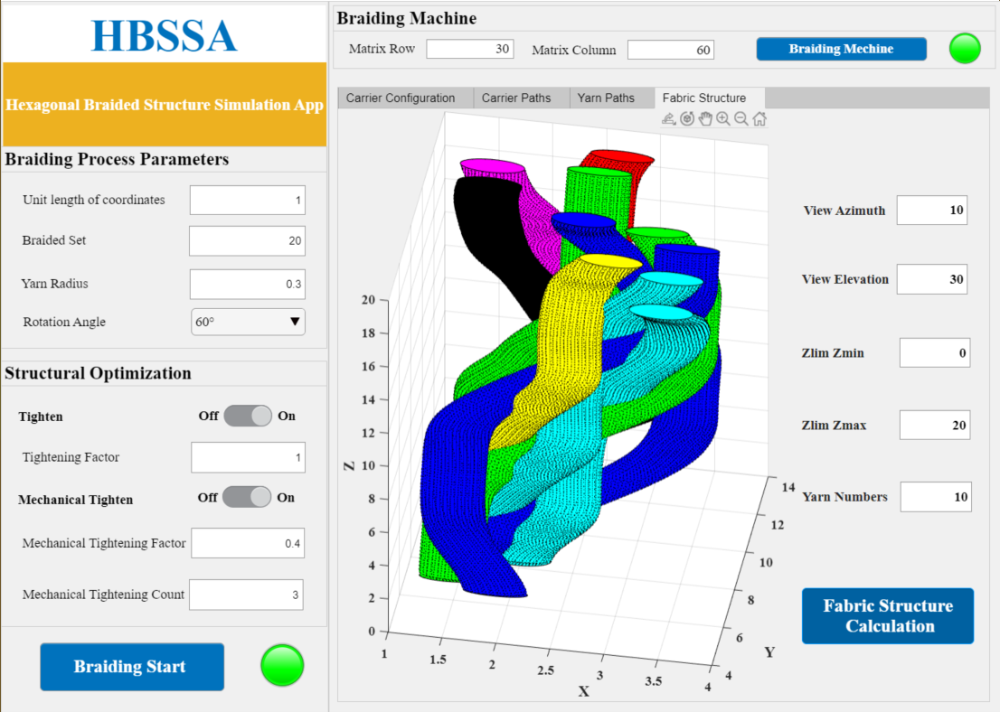 HBSSA
Hexagonal Braided Structure Simulation App
Braiding Process Parameters
Unit length of coordinates 1
Braided Set 20
Yarn Radius 0.3
Rotation Angle 60°
Structural Optimization
Tighten Off On
Tightening Factor 1
Mechanical Tighten Off On
Mechanical Tightening Factor 0.4
Mechanical Tightening Count 3
Braiding Start
Braiding Machine
Matrix Row 30 Matrix Column 60 Braiding Mechine
Carrier Configuration Carrier Paths Yarn Paths Fabric Structure
20
18
16
14
12
10
8
6
4
2
0
Z
1 1.5 2 2.5 3 3.5 4
X
4
6
8
10
12
14
Y
View Azimuth 10
View Elevation 30
Zlim Zmin 0
Zlim Zmax 20
Yarn Numbers 10
Fabric Structure
Calculation